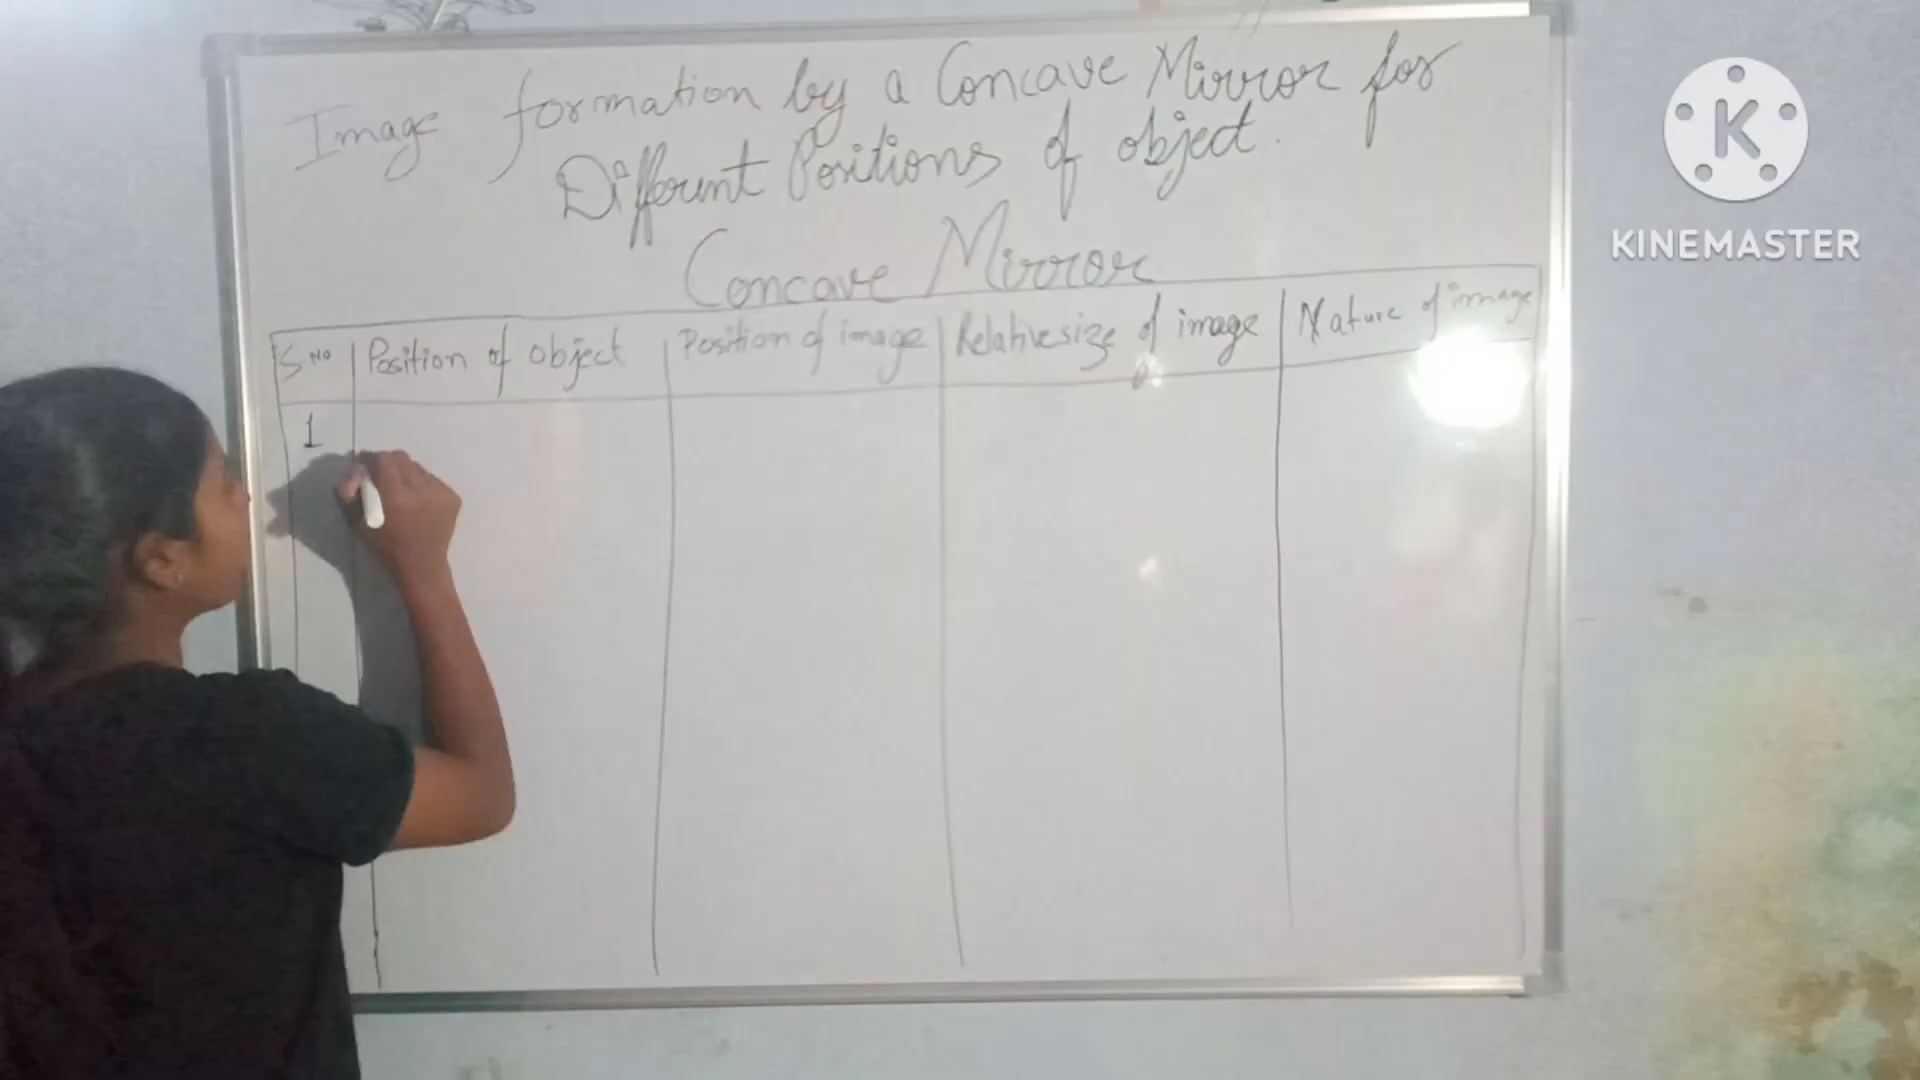 Image formation by a Concave Mirror for
Different Positions of object.
Concave Mirror
S No Position of object Position of image Relative size of image Nature of image
1
K
KINEMASTER